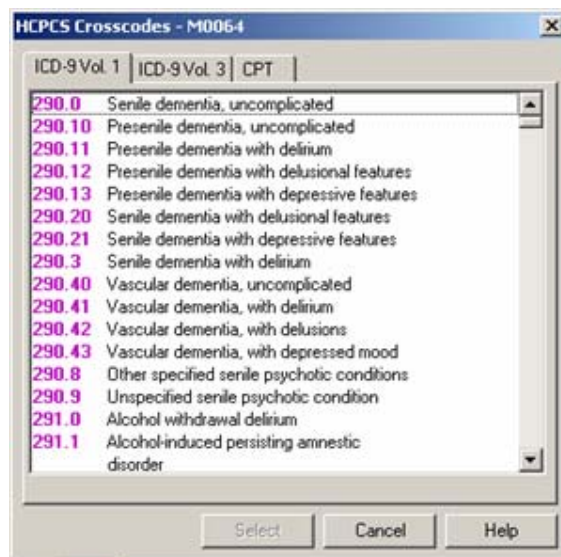 HCPCS Crosscodes - M0064
ICD-9 Vol. 1 ICD-9 Vol. 3 CPT
290.0 Senile dementia, uncomplicated
290.10 Presenile dementia, uncomplicated
290.11 Presenile dementia with delirium
290.12 Presenile dementia with delusional features
290.13 Presenile dementia with depressive features
290.20 Senile dementia with delusional features
290.21 Senile dementia with depressive features
290.3 Senile dementia with delirium
290.40 Vascular dementia, uncomplicated
290.41 Vascular dementia, with delirium
290.42 Vascular dementia, with delusions
290.43 Vascular dementia, with depressed mood
290.8 Other specified senile psychotic conditions
290.9 Unspecified senile psychotic condition
291.0 Alcohol withdrawal delirium
291.1 Alcohol-induced persisting amnestic
disorder
Select Cancel Help